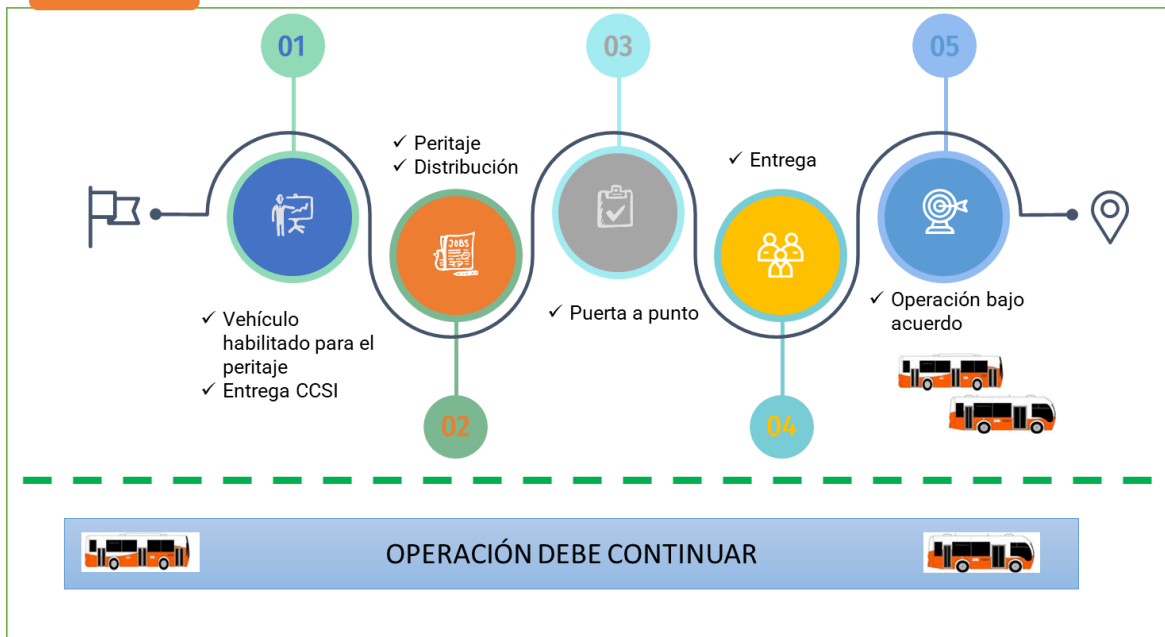 01
✓ Vehículo
habilitado para el
peritaje
✓ Entrega CCSI
✓ Peritaje
✓ Distribución
JOBS
02
03
✓ Puerta a punto
✓ Entrega
04
05
✓ Operación bajo
acuerdo
OPERACIÓN DEBE CONTINUAR